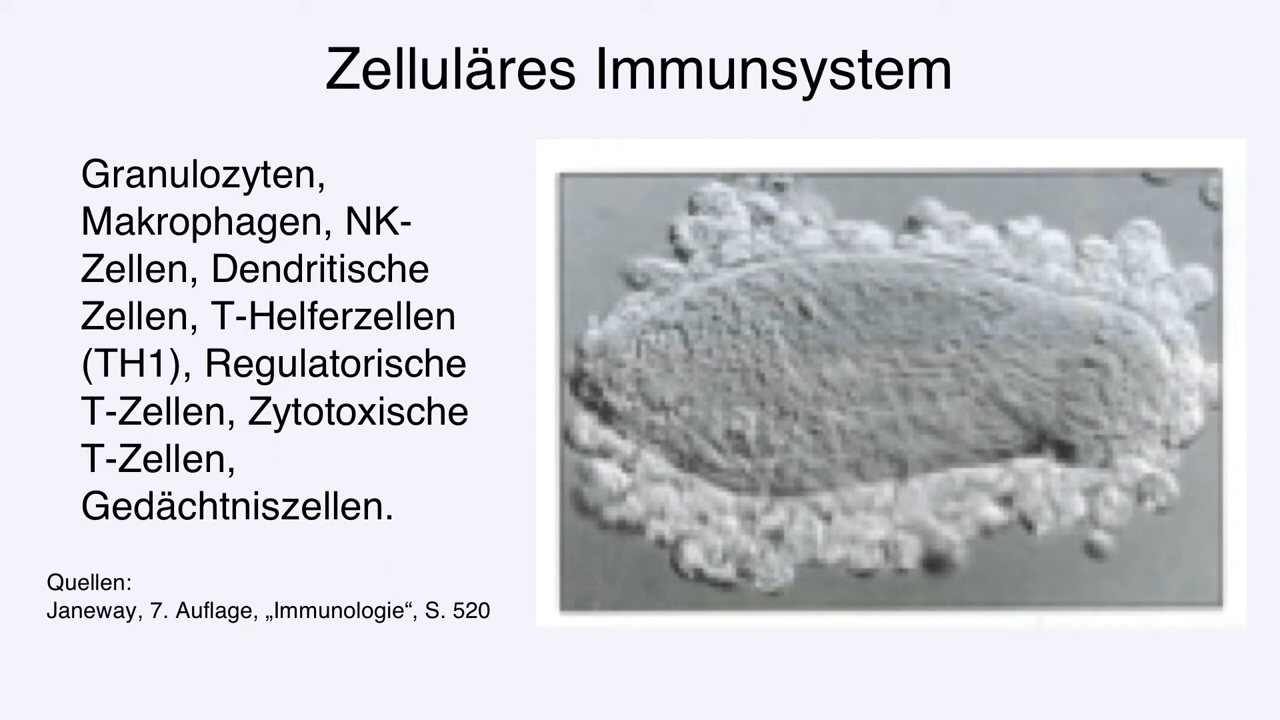 Zelluläres Immunsystem
Granulozyten,
Makrophagen, NK-
Zellen, Dendritische
Zellen, T-Helferzellen
(TH1), Regulatorische
T-Zellen, Zytotoxische
T-Zellen,
Gedächtniszellen.
Quellen:
Janeway, 7. Auflage, „Immunologie“, S. 520